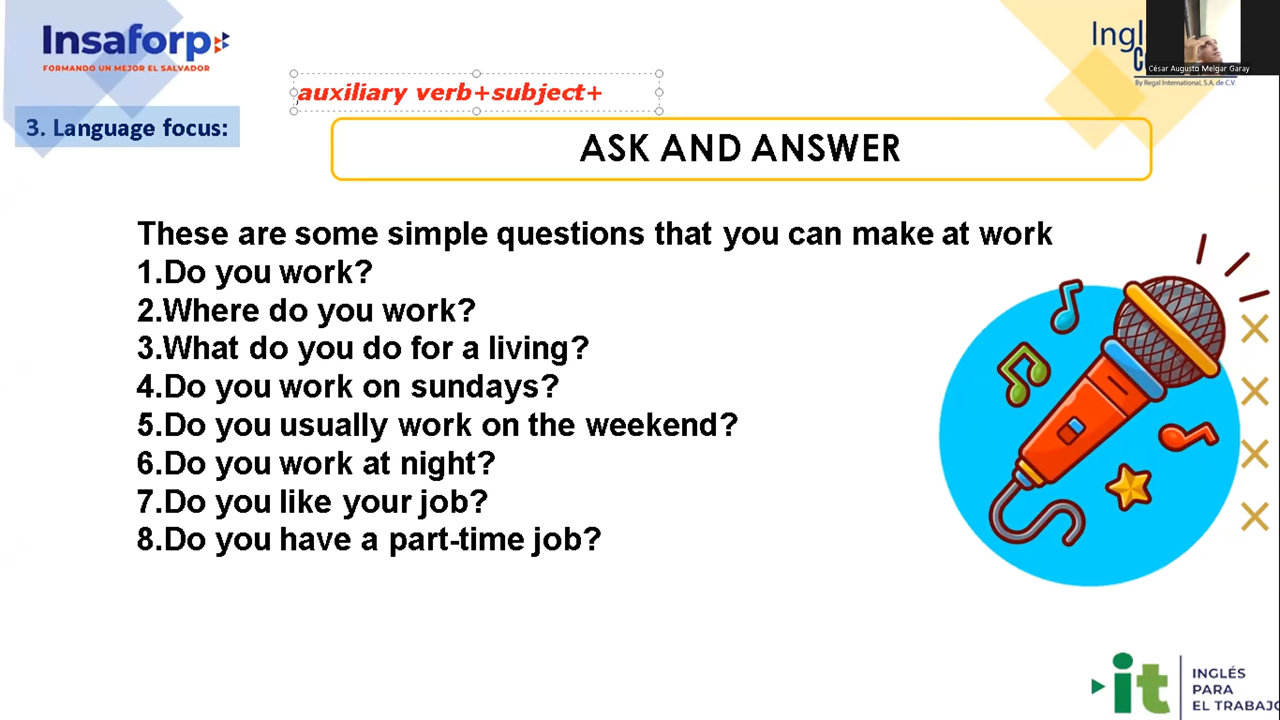 Insaforp
FORMANDO UN MEJOR EL SALVADOR
César Augusto Melgar Garay
By Regal International, S.A. de C.V.
auxiliary verb+subject+
3. Language focus:
ASK AND ANSWER
These are some simple questions that you can make at work
1.Do you work?
2.Where do you work?
3.What do you do for a living?
4.Do you work on sundays?
5.Do you usually work on the weekend?
6.Do you work at night?
7.Do you like your job?
8.Do you have a part-time job?
it
INGLÉS
PARA
EL TRABAJO